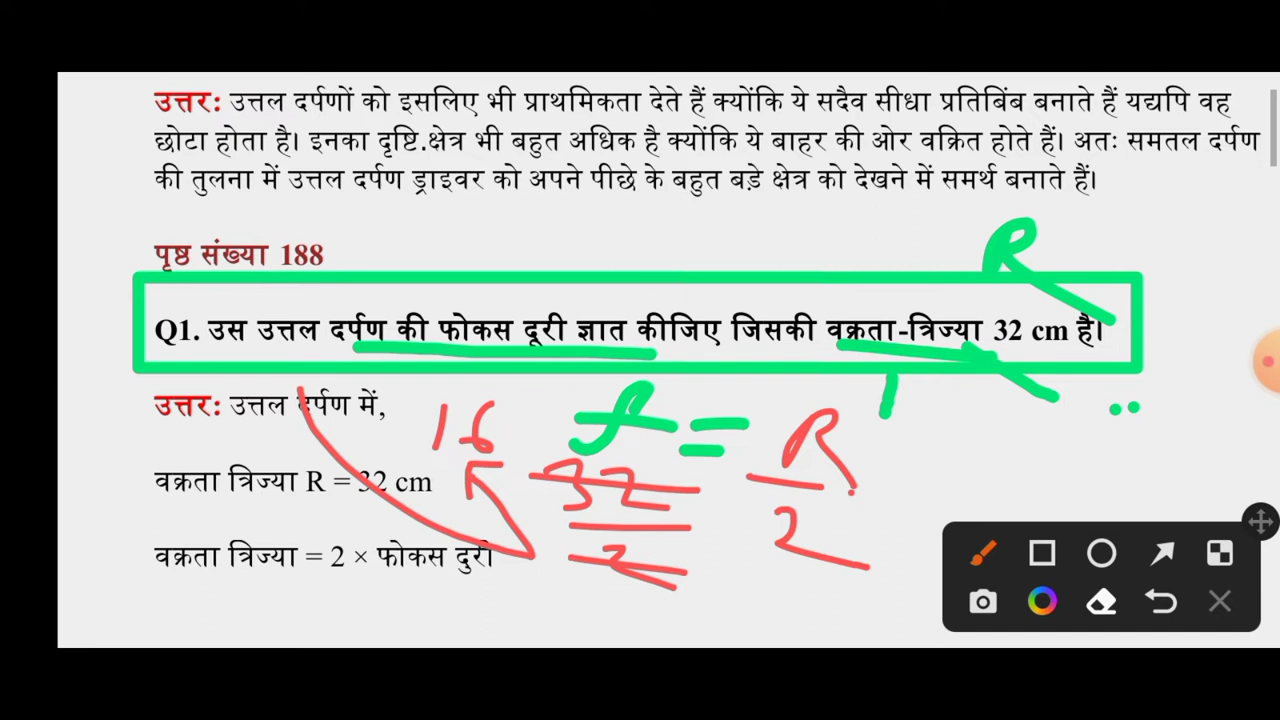 उत्तर: उत्तल दर्पणों को इसलिए भी प्राथमिकता देते हैं क्योंकि ये सदैव सीधा प्रतिबिंब बनाते हैं यद्यपि वह
छोटा होता है। इनका दृष्टि.क्षेत्र भी बहुत अधिक है क्योंकि ये बाहर की ओर वक्रित होते हैं। अतः समतल दर्पण
की तुलना में उत्तल दर्पण ड्राइवर को अपने पीछे के बहुत बड़े क्षेत्र को देखने में समर्थ बनाते हैं।
पृष्ठ संख्या 188
R
Q1. उस उत्तल दर्पण की फोकस दूरी ज्ञात कीजिए जिसकी वक्रता-त्रिज्या 32 cm है।
उत्तर: उत्तल दर्पण में,
16 f = R
वक्रता त्रिज्या R = 32 cm
32 2
वक्रता त्रिज्या = 2 × फोकस दुरी
2